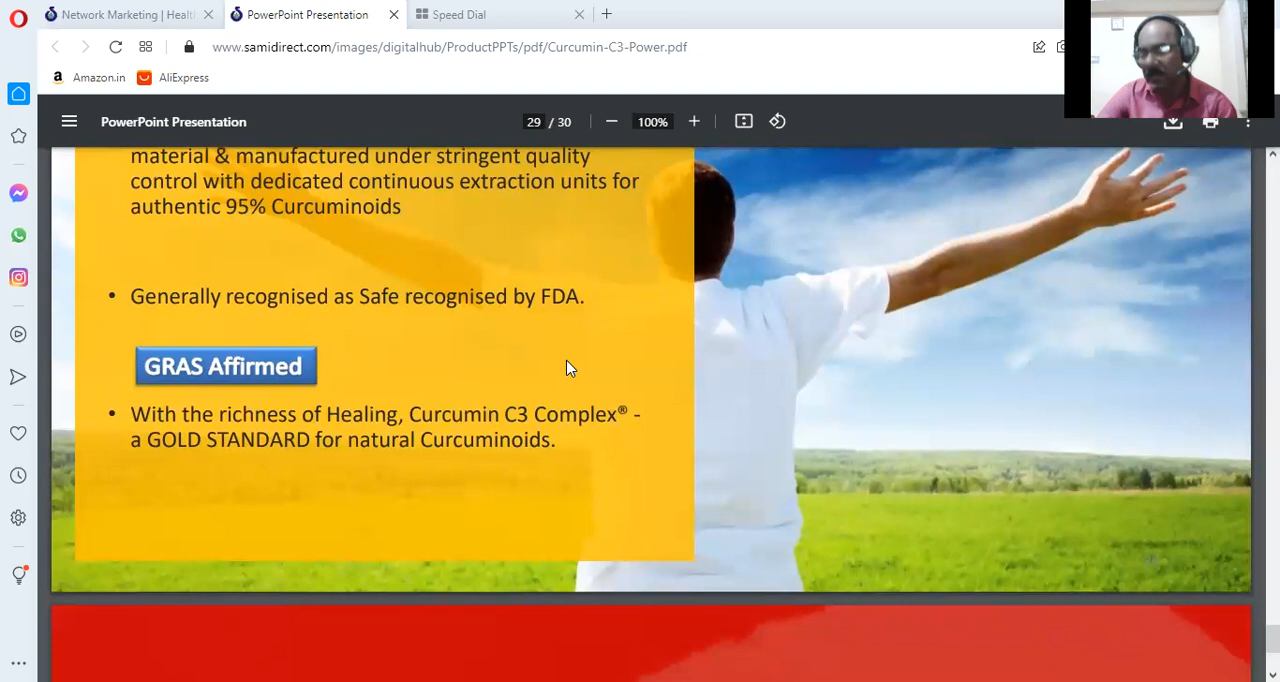 Network Marketing | Healt
PowerPoint Presentation
Speed Dial
www.samidirect.com/images/digitalhub/ProductPPTs/pdf/Curcumin-C3-Power.pdf
Amazon.in
AliExpress
PowerPoint Presentation
29 / 30
100%
material & manufactured under stringent quality
control with dedicated continuous extraction units for
authentic 95% Curcuminoids
• Generally recognised as Safe recognised by FDA.
GRAS Affirmed
• With the richness of Healing, Curcumin C3 Complex® -
a GOLD STANDARD for natural Curcuminoids.